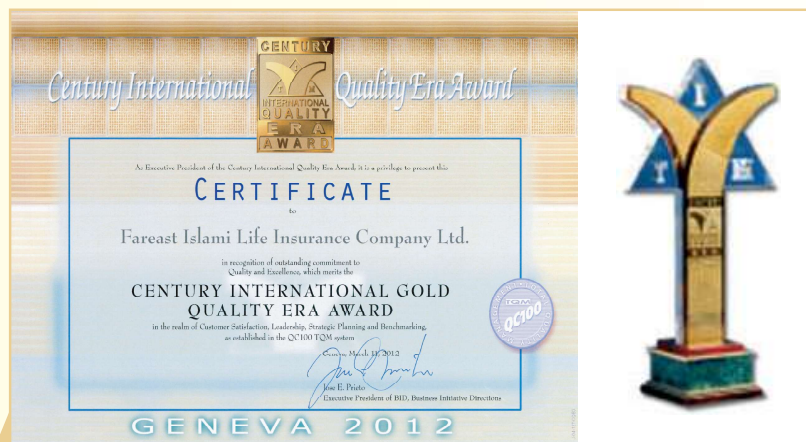 Century International Quality Era Award
CENTURY
INTERNATIONAL
QUALITY
ERA
AWARD
As Executive President of the Century International Quality Era Award, it is a privilege to present this
CERTIFICATE
to
Fareast Islami Life Insurance Company Ltd.
in recognition of outstanding commitment to
Quality and Excellence, which merits the
CENTURY INTERNATIONAL GOLD
QUALITY ERA AWARD
in the realm of Customer Satisfaction, Leadership, Strategic Planning and Benchmarking,
as established in the QC100 TQM system
TQM
QC100
Geneva, March 11, 2012
Jose E. Prieto
Executive President of BID, Business Initiative Directions
GENEVA 2012
I
T M